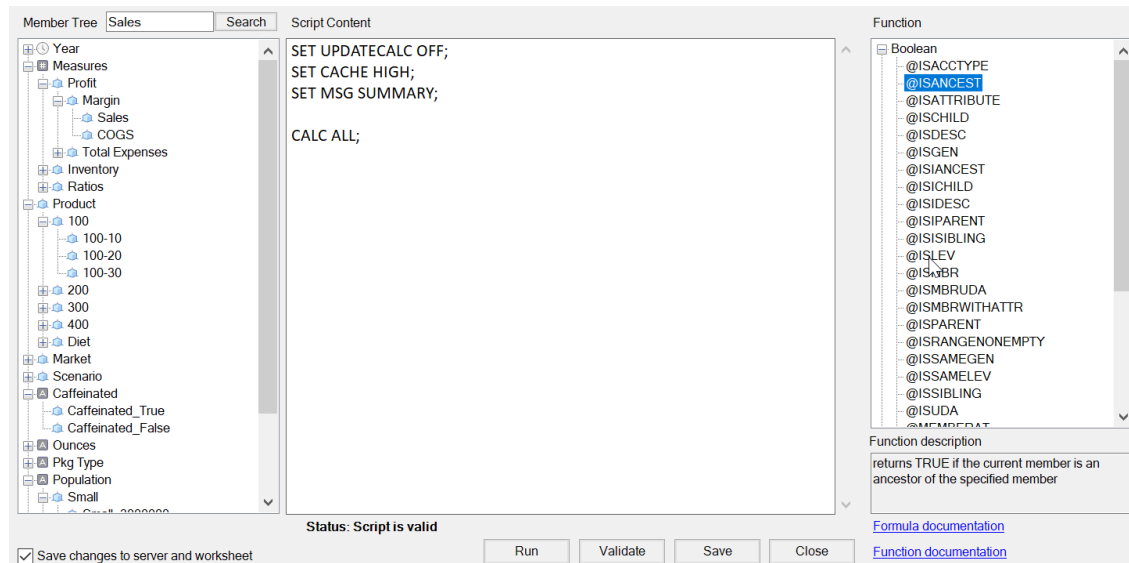 Member Tree
Sales
Search
Year
Measures
Profit
Margin
Sales
COGS
Total Expenses
Inventory
Ratios
Product
100
100-10
100-20
100-30
200
300
400
Diet
Market
Scenario
Caffeinated
Caffeinated_True
Caffeinated_False
Ounces
Pkg Type
Population
Small
Save changes to server and worksheet
Script Content
SET UPDATECALC OFF;
SET CACHE HIGH;
SET MSG SUMMARY;
CALC ALL;
Status: Script is valid
Run
Validate
Save
Close
Function
Boolean
@ISACCTYPE
@ISANCEST
@ISATTRIBUTE
@ISCHILD
@ISDESC
@ISGEN
@ISIANCEST
@ISICHILD
@ISIDESC
@ISIPARENT
@ISISIBLING
@ISLEV
@ISMBR
@ISMBRUDA
@ISMBRWITHATTR
@ISPARENT
@ISRANGENONEMPTY
@ISSAMEGEN
@ISSAMELEV
@ISSIBLING
@ISUDA
Function description
returns TRUE if the current member is an
ancestor of the specified member
Formula documentation
Function documentation